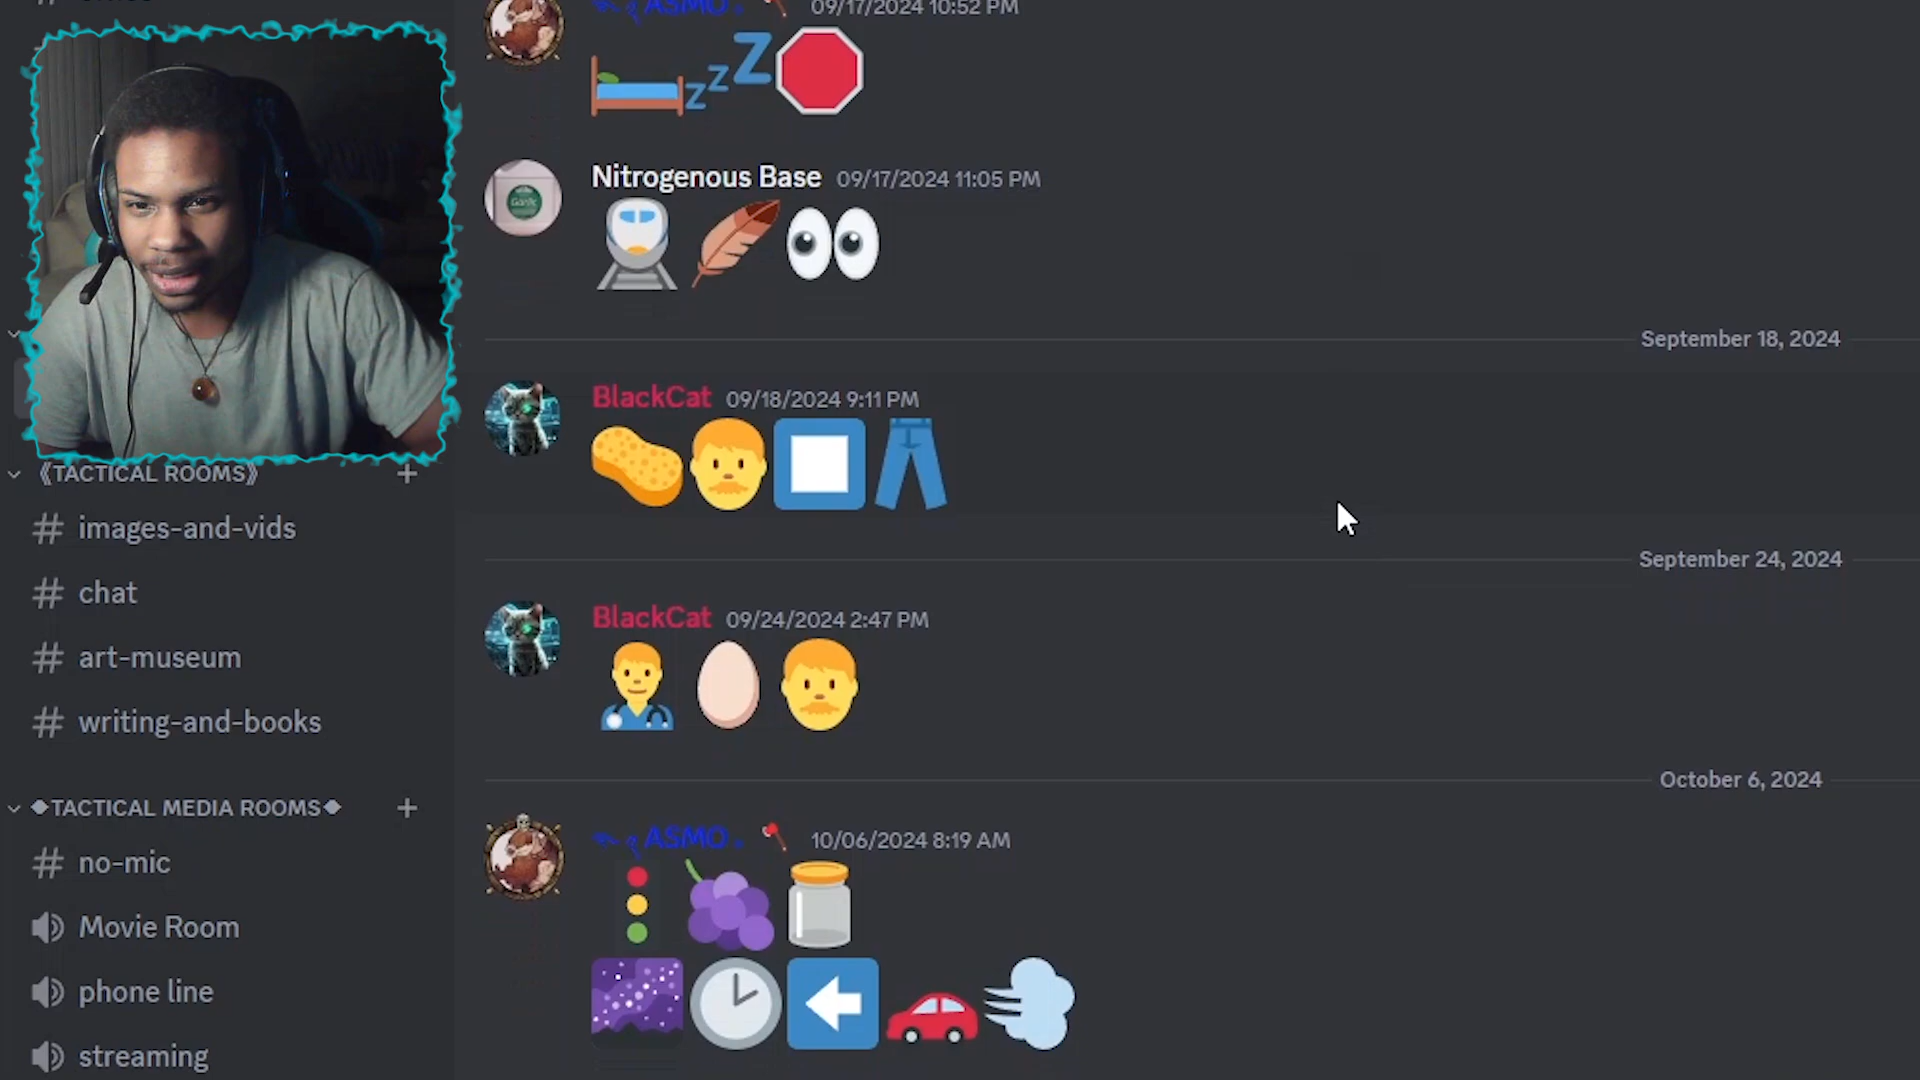 ASMO. 09/17/2024 10:52 PM
zzZ
Nitrogenous Base 09/17/2024 11:05 PM
Garlic
September 18, 2024
BlackCat 09/18/2024 9:11 PM
September 24, 2024
BlackCat 09/24/2024 2:47 PM
October 6, 2024
ASMO. 10/06/2024 8:19 AM
《TACTICAL ROOMS》 +
# images-and-vids
# chat
# art-museum
# writing-and-books
◆TACTICAL MEDIA ROOMS◆ +
# no-mic
Movie Room
phone line
streaming